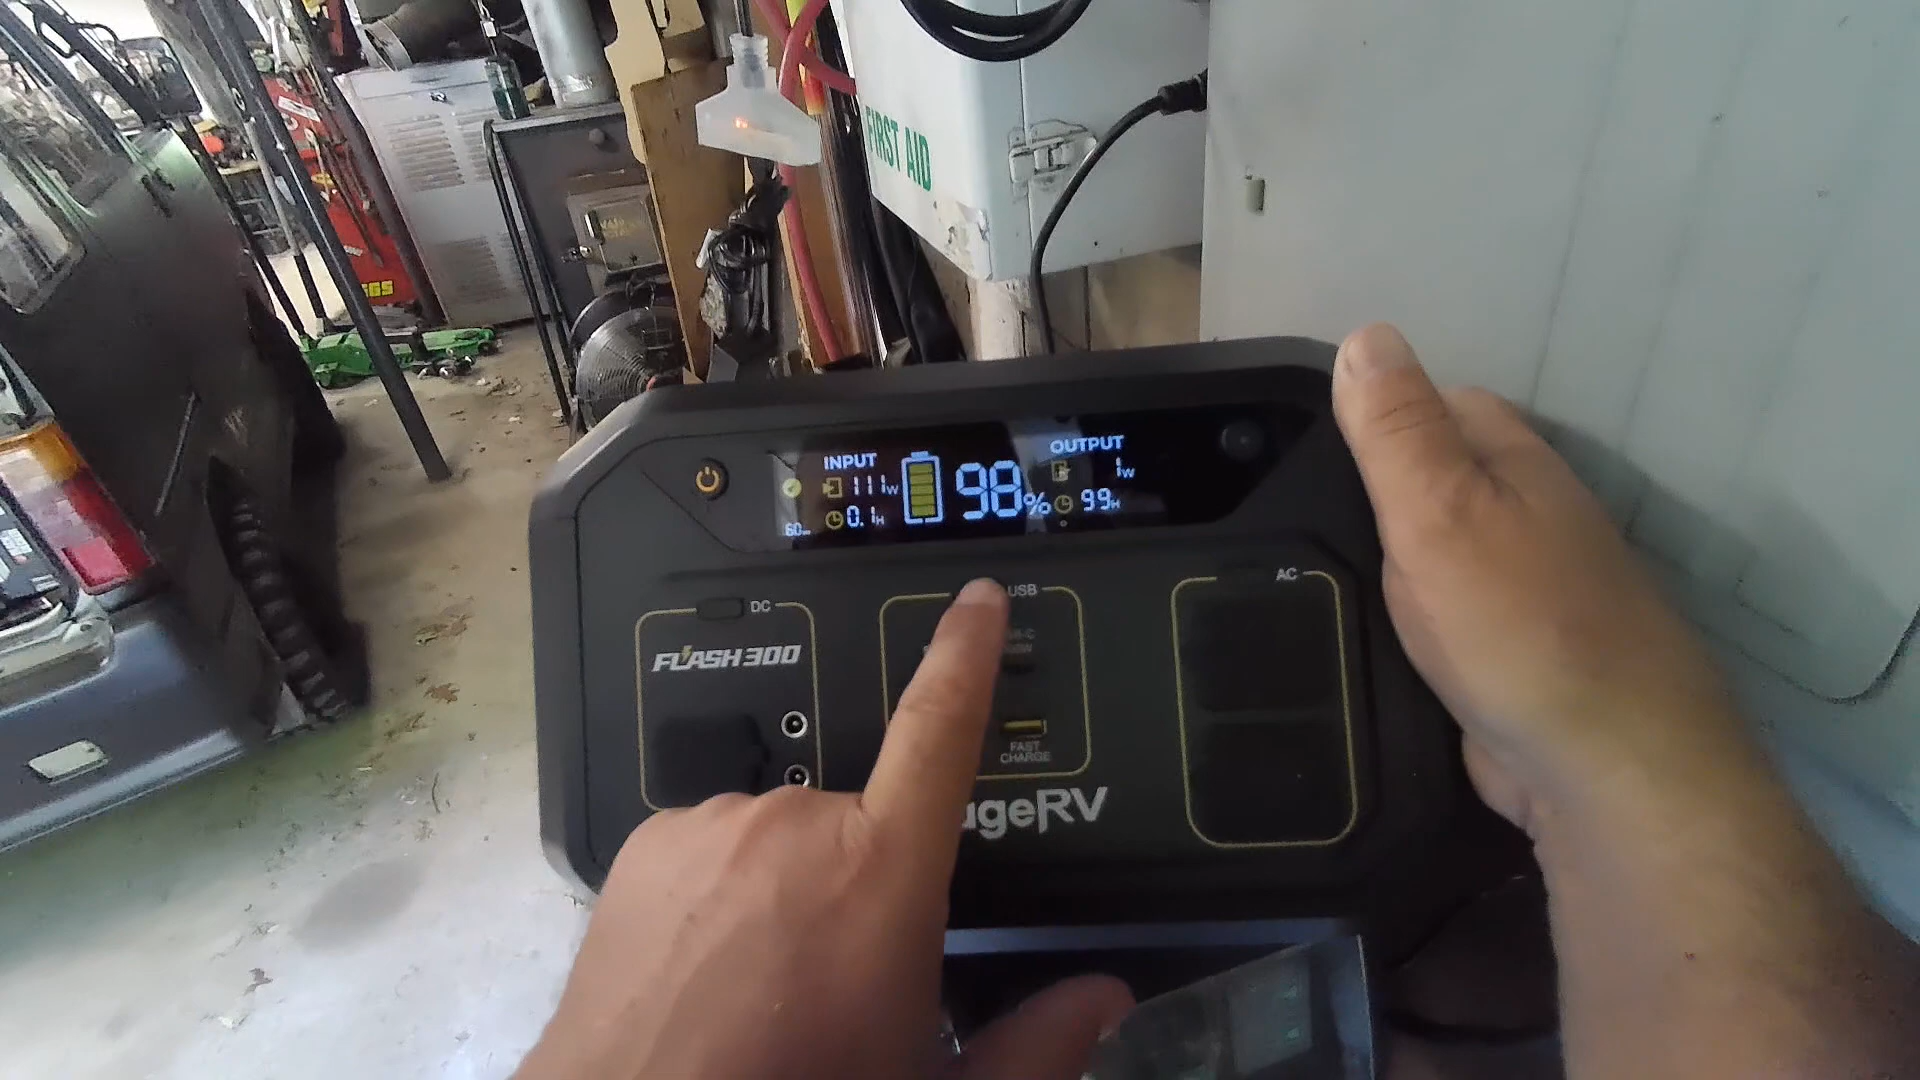 FIRST AID
INPUT
111W
0.1H
60
98%
OUTPUT
1W
99H
DC
FLASH300
USB
FAST
CHARGE
AC
ugeRV